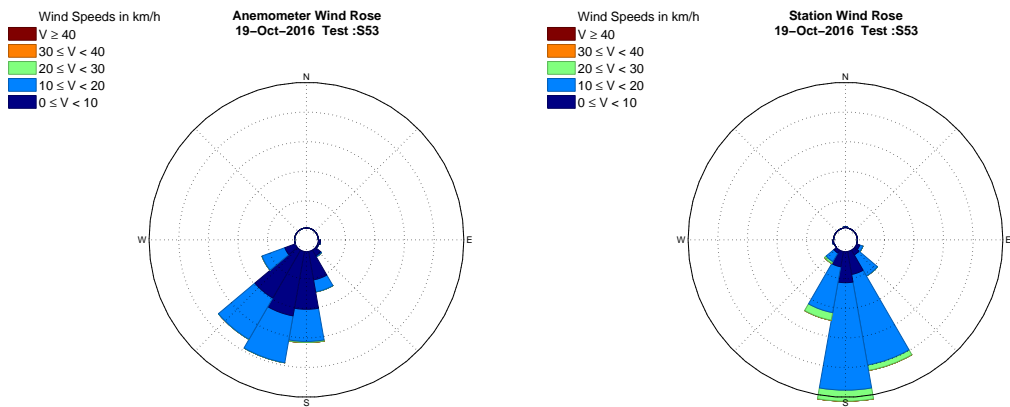 Wind Speeds in km/h
V ≥ 40
30 ≤ V < 40
20 ≤ V < 30
10 ≤ V < 20
0 ≤ V < 10
Anemometer Wind Rose
19−Oct−2016 Test :S53
N
W
E
S
Wind Speeds in km/h
V ≥ 40
30 ≤ V < 40
20 ≤ V < 30
10 ≤ V < 20
0 ≤ V < 10
Station Wind Rose
19−Oct−2016 Test :S53
N
W
E
S